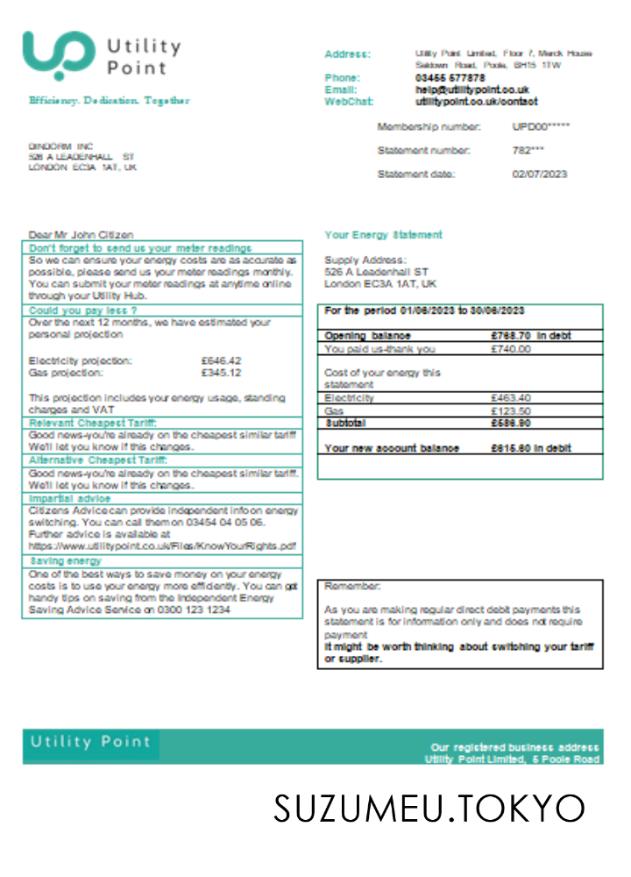 Utility
Point
Efficiency. Dedication. Together
Address: Utility Point Limited, Floor 7, Merck House
Seldown Road, Poole, BH15 1TW
Phone: 03455 577878
Email: help@utilitypoint.co.uk
WebChat: utilitypoint.co.uk/contact
Membership number: UPD00*****
Statement number: 782***
Statement date: 02/07/2023
DINDORM INC
526 A LEADENHALL ST
LONDON EC3A 1AT, UK
Dear Mr John Citizen
Don't forget to send us your meter readings
So we can ensure your energy costs are as accurate as
possible, please send us your meter readings monthly.
You can submit your meter readings at anytime online
through your Utility Hub.
Could you pay less ?
Over the next 12 months, we have estimated your
personal projection
Electricity projection: £646.42
Gas projection: £345.12
This projection includes your energy usage, standing
charges and VAT
Relevant Cheapest Tariff:
Good news-you're already on the cheapest similar tariff
We'll let you know if this changes.
Alternative Cheapest Tariff:
Good news-you're already on the cheapest similar tariff.
We'll let you know if this changes.
Impartial advice
Citizens Advice can provide independent info on energy
switching. You can call them on 03454 04 05 06.
Further advice is available at
https://www.utilitypoint.co.uk/Files/KnowYourRights.pdf
Saving energy
One of the best ways to save money on your energy
costs is to use your energy more efficiently. You can get
handy tips on saving from the Independent Energy
Saving Advice Service on 0300 123 1234
Your Energy Statement
Supply Address:
526 A Leadenhall ST
London EC3A 1AT, UK
For the period 01/06/2023 to 30/06/2023
Opening balance £768.70 in debt
You paid us-thank you £740.00
Cost of your energy this
statement
Electricity £463.40
Gas £123.50
Subtotal £586.90
Your new account balance £615.60 in debit
Remember:
As you are making regular direct debit payments this
statement is for information only and does not require
payment
It might be worth thinking about switching your tariff
or supplier.
Utility Point
Our registered business address
Utility Point Limited, 5 Poole Road
SUZUMEU.TOKYO